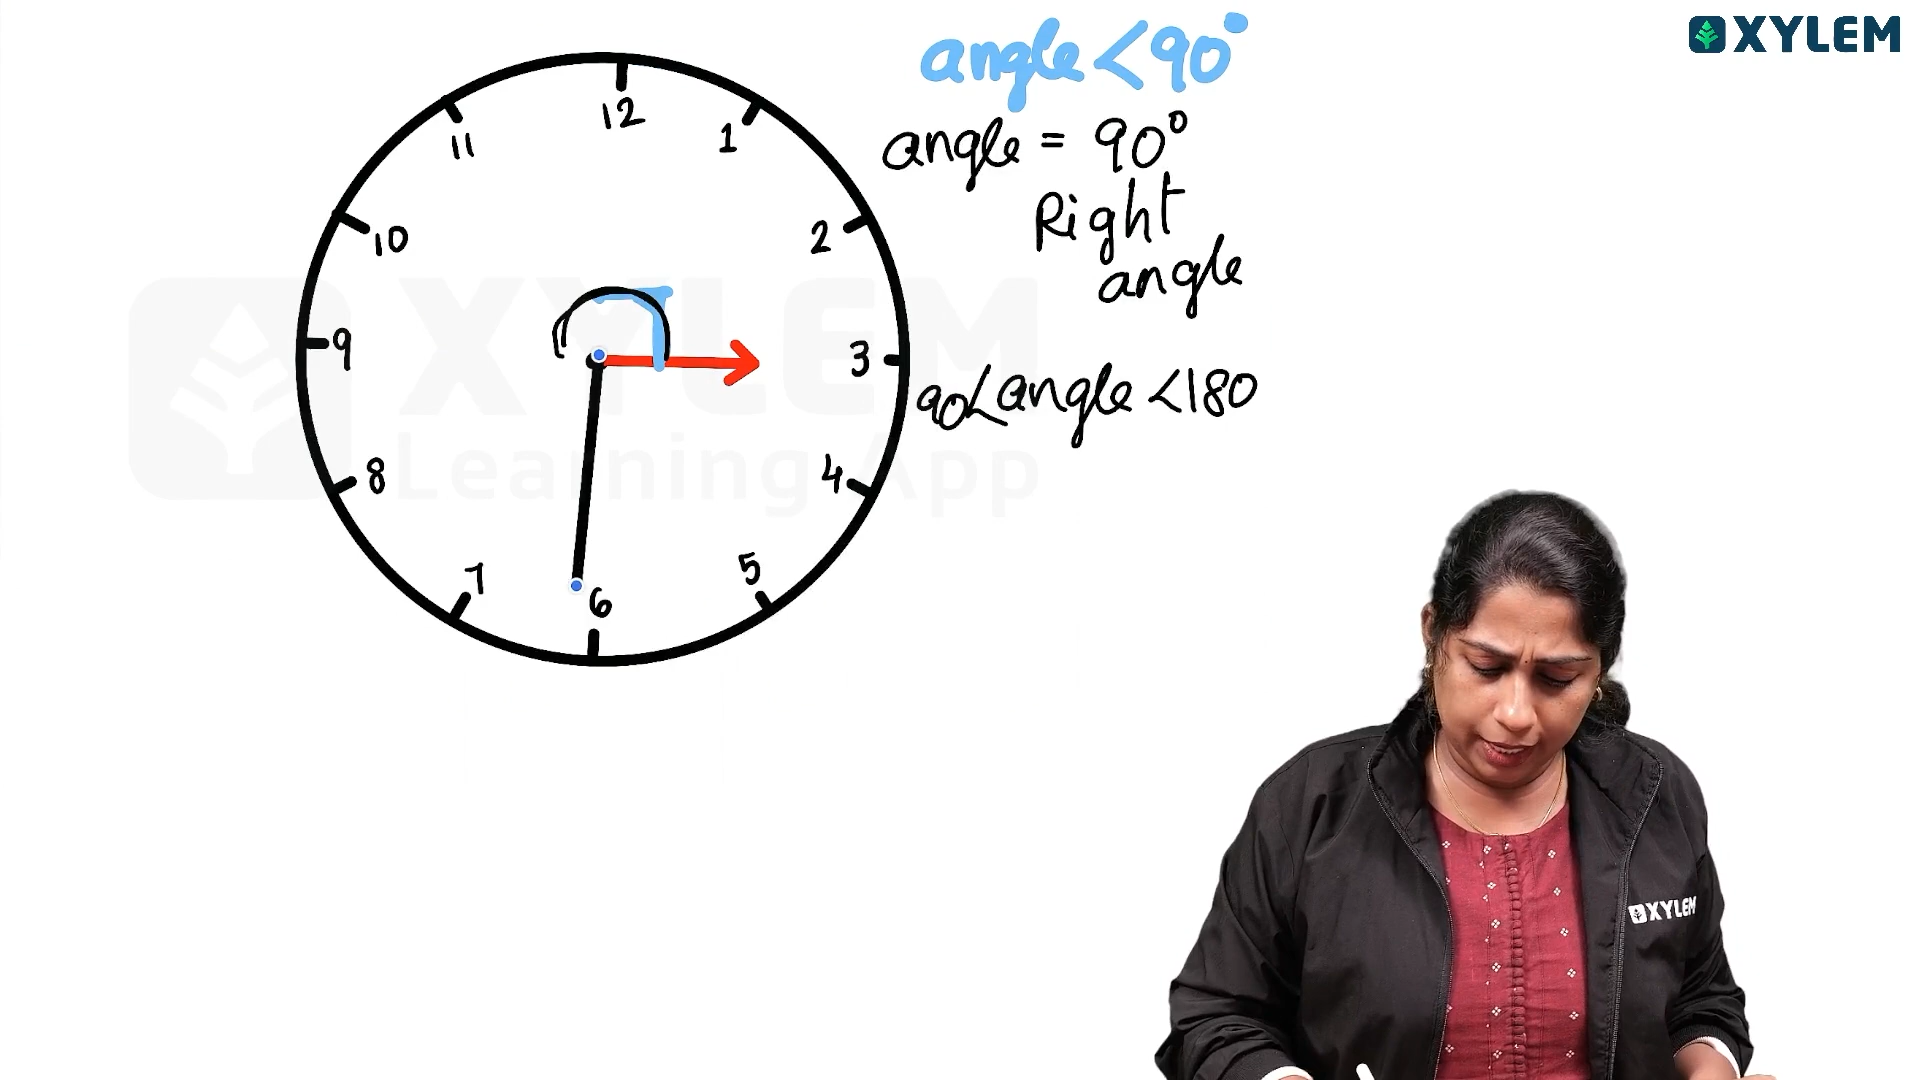 XYLEM
angle < 90°
angle = 90°
Right
angle
90< angle < 180
12
1
2
3
4
5
6
7
8
9
10
11
XYLEM
Learning App
XYLEM